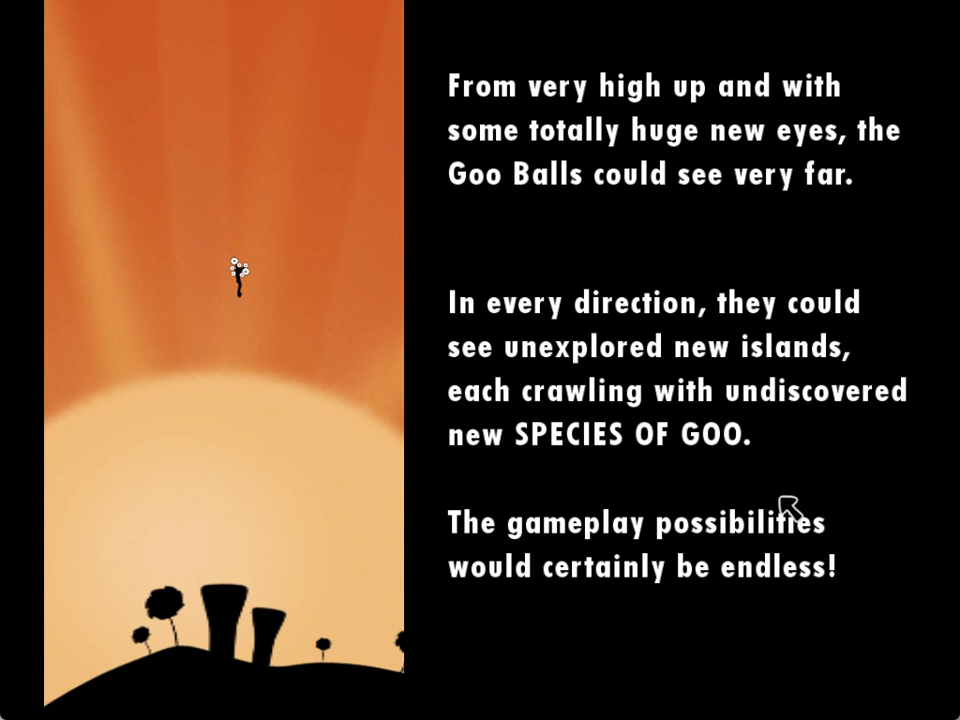 From very high up and with
some totally huge new eyes, the
Goo Balls could see very far.
In every direction, they could
see unexplored new islands,
each crawling with undiscovered
new SPECIES OF GOO.
The gameplay possibilities
would certainly be endless!